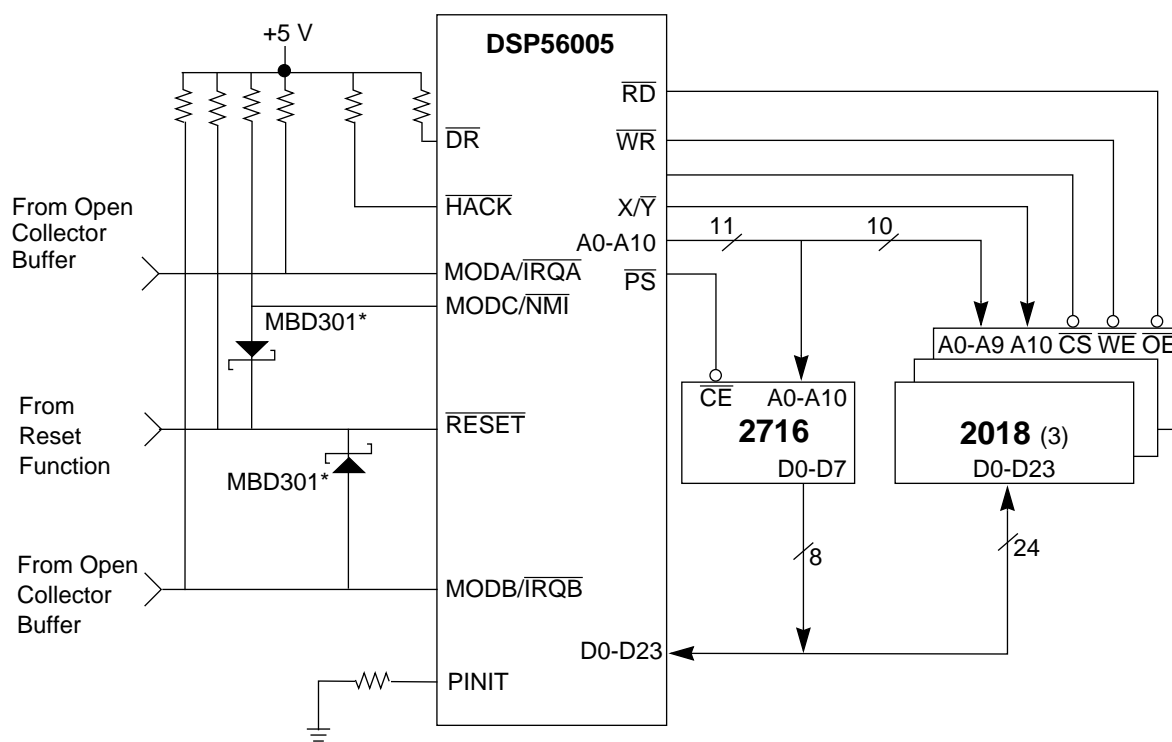 +5 V
DSP56005
RD
DR
WR
From Open
Collector
Buffer
HACK
X/Y
11
10
A0-A10
MODA/IRQA
PS
MODC/NMI
MBD301*
A0-A9 A10 CS WE OE
CE
A0-A10
From
Reset
Function
RESET
2716
2018 (3)
D0-D7
D0-D23
MBD301*
From Open
Collector
Buffer
8
24
MODB/IRQB
D0-D23
PINIT